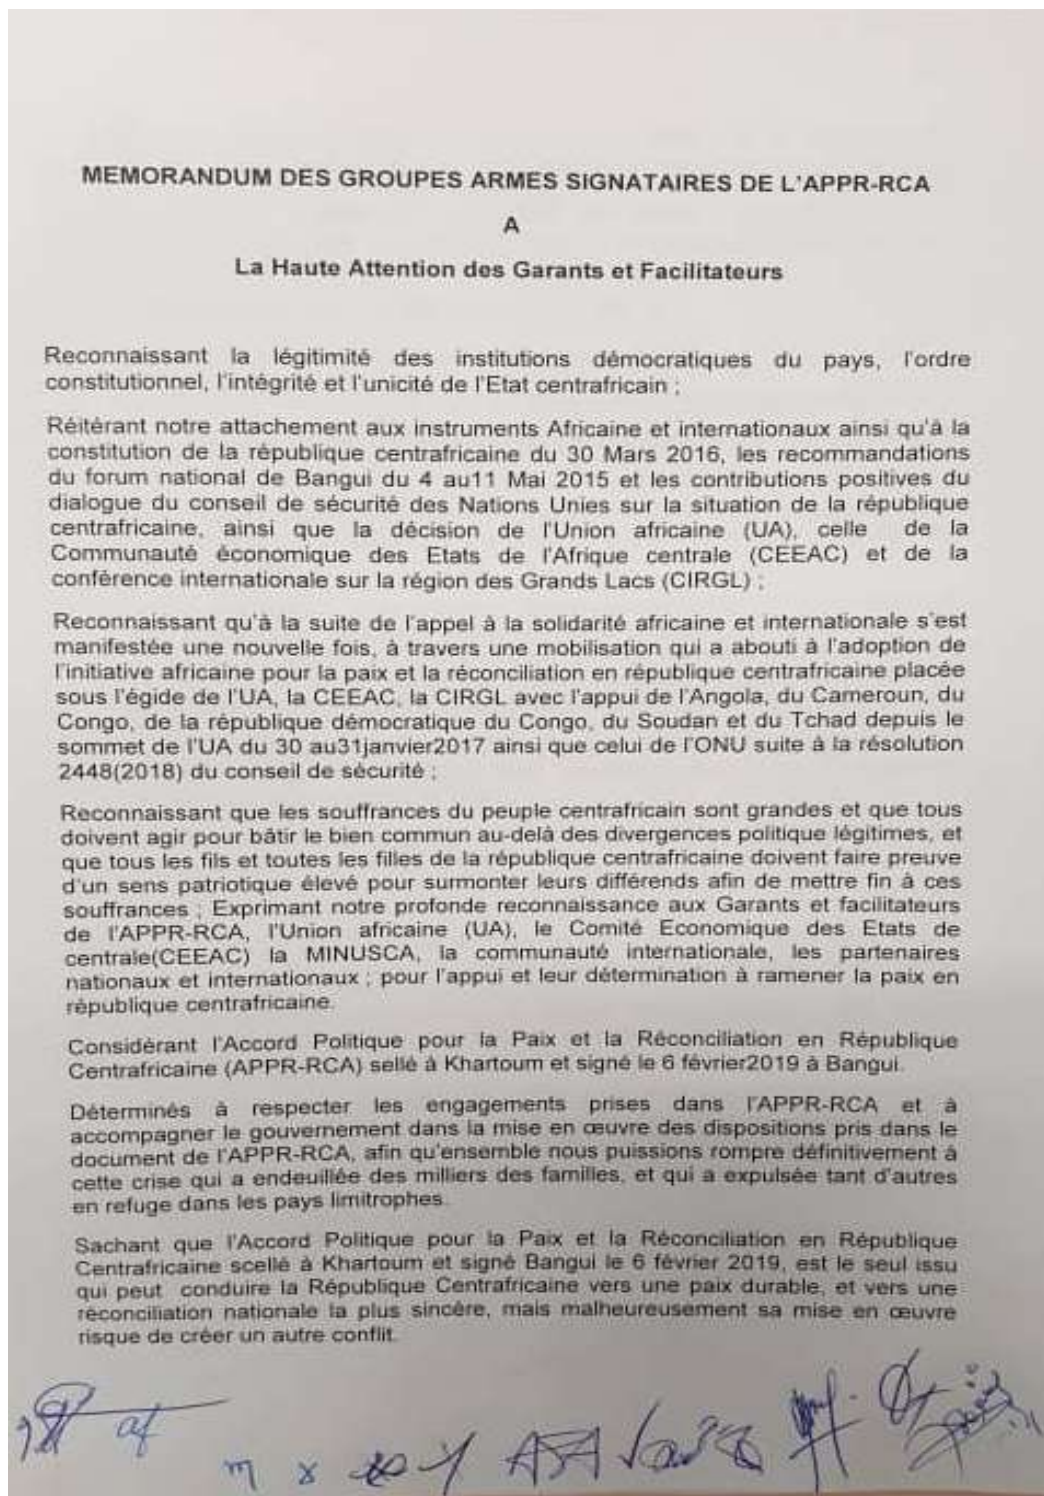 MEMORANDUM DES GROUPES ARMES SIGNATAIRES DE L'APPR-RCA
A
La Haute Attention des Garants et Facilitateurs
Reconnaissant la légitimité des institutions démocratiques du pays, l'ordre
constitutionnel, l'intégrité et l'unicité de l'Etat centrafricain ;
Réitérant notre attachement aux instruments Africaine et internationaux ainsi qu'à la
constitution de la république centrafricaine du 30 Mars 2016, les recommandations
du forum national de Bangui du 4 au11 Mai 2015 et les contributions positives du
dialogue du conseil de sécurité des Nations Unies sur la situation de la république
centrafricaine, ainsi que la décision de l'Union africaine (UA), celle de la
Communauté économique des Etats de l'Afrique centrale (CEEAC) et de la
conférence internationale sur la région des Grands Lacs (CIRGL) ;
Reconnaissant qu'à la suite de l'appel à la solidarité africaine et internationale s'est
manifestée une nouvelle fois, à travers une mobilisation qui a abouti à l'adoption de
l'initiative africaine pour la paix et la réconciliation en république centrafricaine placée
sous l'égide de l'UA, la CEEAC, la CIRGL avec l'appui de l'Angola, du Cameroun, du
Congo, de la république démocratique du Congo, du Soudan et du Tchad depuis le
sommet de l'UA du 30 au31janvier2017 ainsi que celui de l'ONU suite à la résolution
2448(2018) du conseil de sécurité ;
Reconnaissant que les souffrances du peuple centrafricain sont grandes et que tous
doivent agir pour bâtir le bien commun au-delà des divergences politique légitimes, et
que tous les fils et toutes les filles de la république centrafricaine doivent faire preuve
d'un sens patriotique élevé pour surmonter leurs différends afin de mettre fin à ces
souffrances ; Exprimant notre profonde reconnaissance aux Garants et facilitateurs
de l'APPR-RCA, l'Union africaine (UA), le Comité Economique des Etats de
centrale(CEEAC) la MINUSCA, la communauté internationale, les partenaires
nationaux et internationaux ; pour l'appui et leur détermination à ramener la paix en
république centrafricaine.
Considérant l'Accord Politique pour la Paix et la Réconciliation en République
Centrafricaine (APPR-RCA) sellé à Khartoum et signé le 6 février2019 à Bangui.
Déterminés à respecter les engagements prises dans l'APPR-RCA et à
accompagner le gouvernement dans la mise en œuvre des dispositions pris dans le
document de l'APPR-RCA, afin qu'ensemble nous puissions rompre définitivement à
cette crise qui a endeuillée des milliers des familles, et qui a expulsée tant d'autres
en refuge dans les pays limitrophes.
Sachant que l'Accord Politique pour la Paix et la Réconciliation en République
Centrafricaine scellé à Khartoum et signé Bangui le 6 février 2019, est le seul issu
qui peut conduire la République Centrafricaine vers une paix durable, et vers une
réconciliation nationale la plus sincère, mais malheureusement sa mise en œuvre
risque de créer un autre conflit.